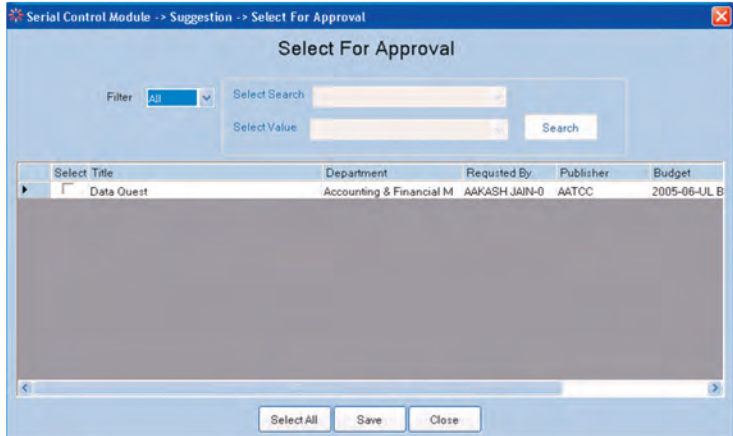 Serial Control Module -> Suggestion -> Select For Approval
Select For Approval
Filter All Select Search
Select Value Search
Select Title Department Requsted By Publisher Budget
Data Quest Accounting & Financial M AAKASH JAIN-0 AATCC 2005-06-UL B
Select All Save Close